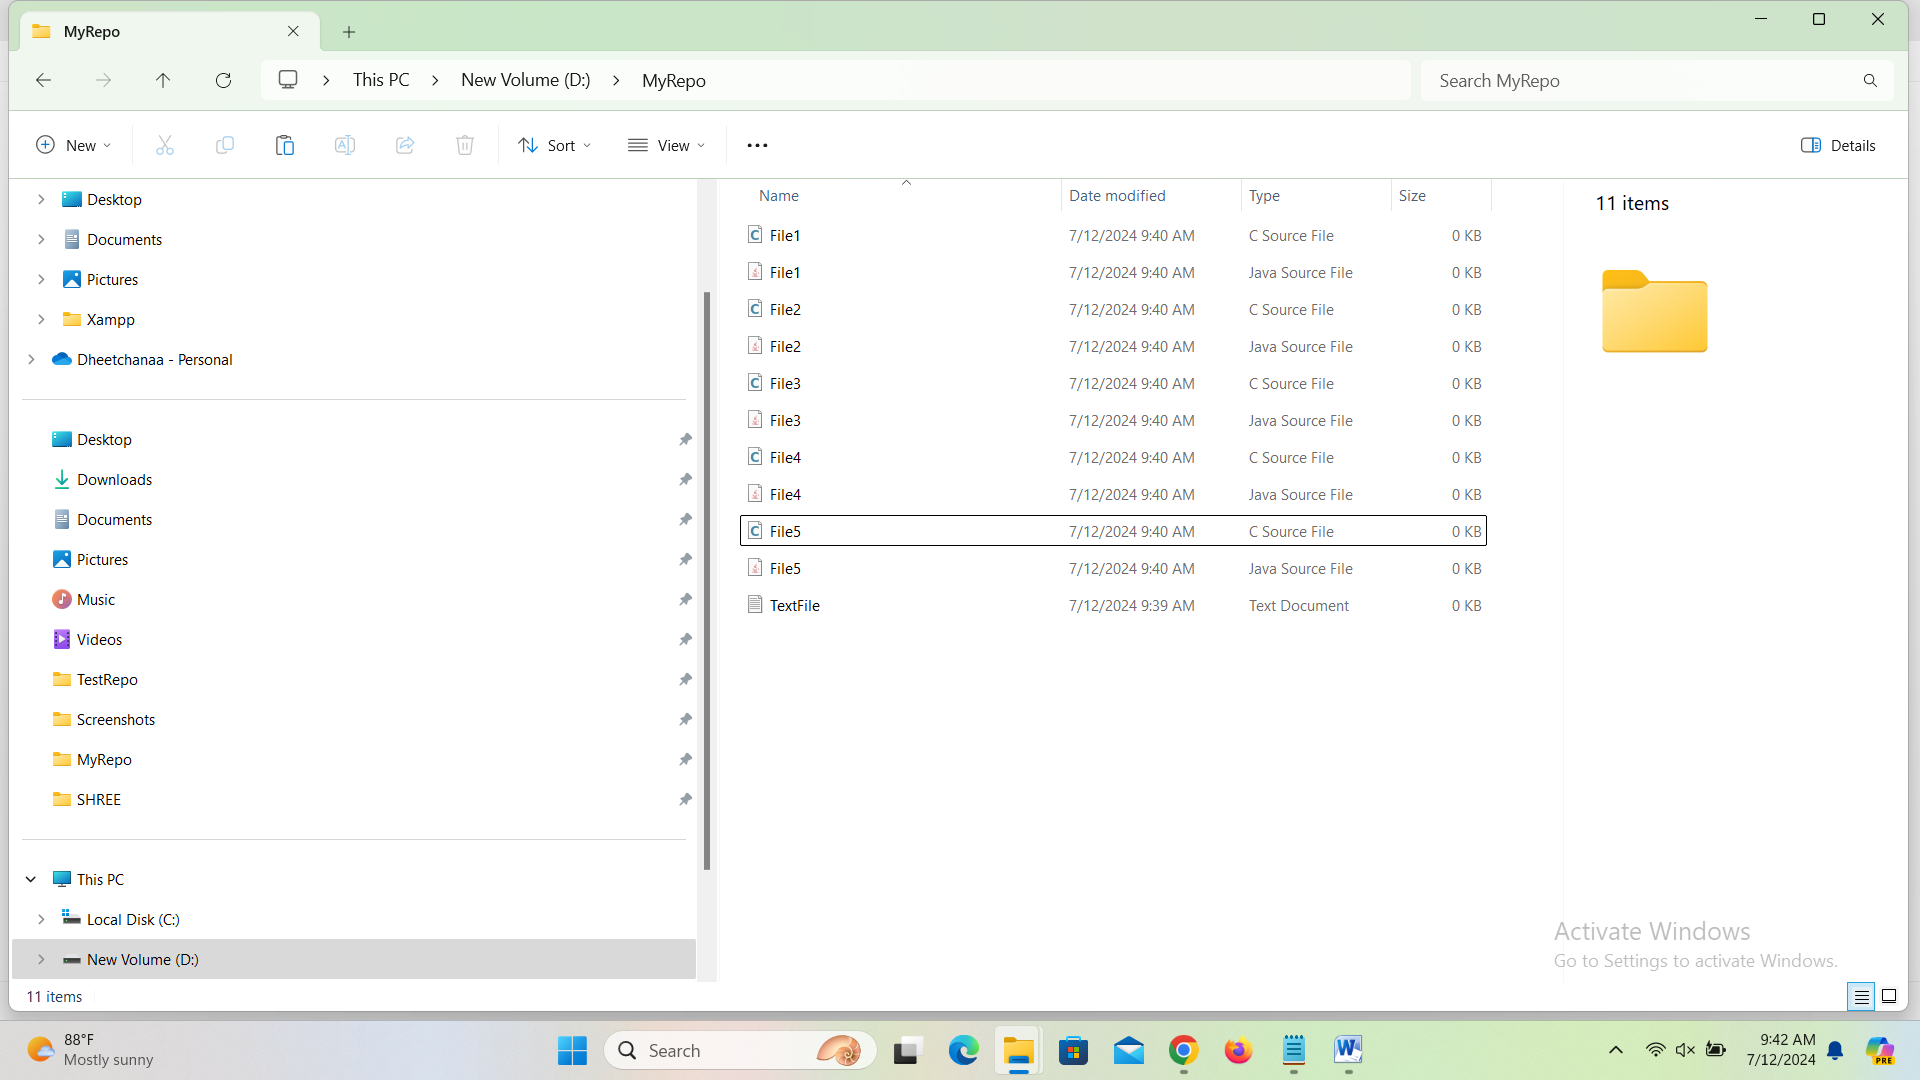 MyRepo
This PC > New Volume (D:) > MyRepo
Search MyRepo
New
Sort
View
Details
Desktop
Documents
Pictures
Xampp
Dheetchanaa - Personal
Desktop
Downloads
Documents
Pictures
Music
Videos
TestRepo
Screenshots
MyRepo
SHREE
This PC
Local Disk (C:)
New Volume (D:)
Name Date modified Type Size
File1 7/12/2024 9:40 AM C Source File 0 KB
File1 7/12/2024 9:40 AM Java Source File 0 KB
File2 7/12/2024 9:40 AM C Source File 0 KB
File2 7/12/2024 9:40 AM Java Source File 0 KB
File3 7/12/2024 9:40 AM C Source File 0 KB
File3 7/12/2024 9:40 AM Java Source File 0 KB
File4 7/12/2024 9:40 AM C Source File 0 KB
File4 7/12/2024 9:40 AM Java Source File 0 KB
File5 7/12/2024 9:40 AM C Source File 0 KB
File5 7/12/2024 9:40 AM Java Source File 0 KB
TextFile 7/12/2024 9:39 AM Text Document 0 KB
11 items
Activate Windows
Go to Settings to activate Windows.
11 items
88°F
Mostly sunny
Search
9:42 AM
7/12/2024
PRE